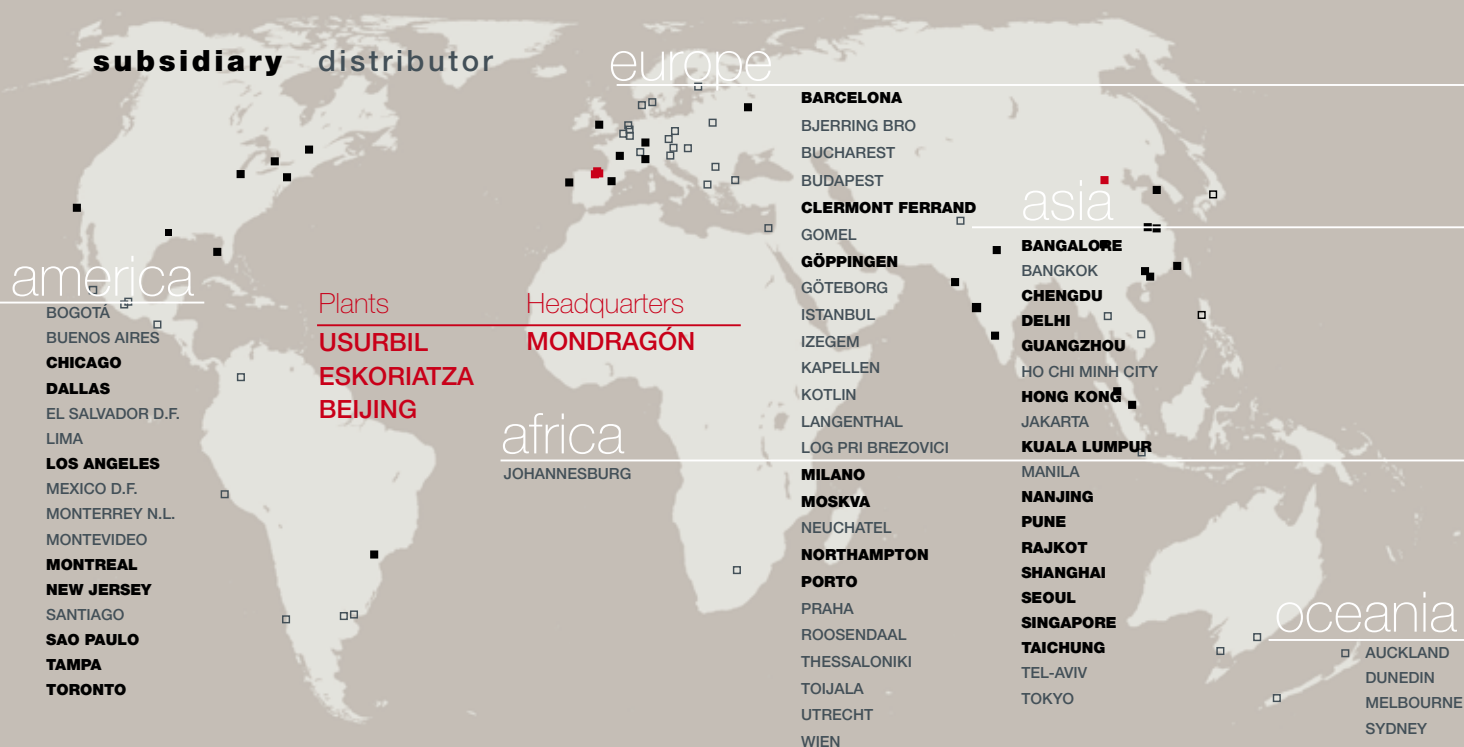 subsidiary distributor
europe
BARCELONA
BJERRING BRO
BUCHAREST
BUDAPEST
CLERMONT FERRAND
GOMEL
GÖPPINGEN
GÖTEBORG
ISTANBUL
IZEGEM
KAPELLEN
KOTLIN
LANGENTHAL
LOG PRI BREZOVICI
MILANO
MOSKVA
NEUCHATEL
NORTHAMPTON
PORTO
PRAHA
ROOSENDAAL
THESSALONIKI
TOIJALA
UTRECHT
WIEN
asia
BANGALORE
BANGKOK
CHENGDU
DELHI
GUANGZHOU
HO CHI MINH CITY
HONG KONG
JAKARTA
KUALA LUMPUR
MANILA
NANJING
PUNE
RAJKOT
SHANGHAI
SEOUL
SINGAPORE
TAICHUNG
TEL-AVIV
TOKYO
america
BOGOTÁ
BUENOS AIRES
CHICAGO
DALLAS
EL SALVADOR D.F.
LIMA
LOS ANGELES
MEXICO D.F.
MONTERREY N.L.
MONTEVIDEO
MONTREAL
NEW JERSEY
SANTIAGO
SAO PAULO
TAMPA
TORONTO
Plants
USURBIL
ESKORIATZA
BEIJING
Headquarters
MONDRAGÓN
africa
JOHANNESBURG
oceania
AUCKLAND
DUNEDIN
MELBOURNE
SYDNEY